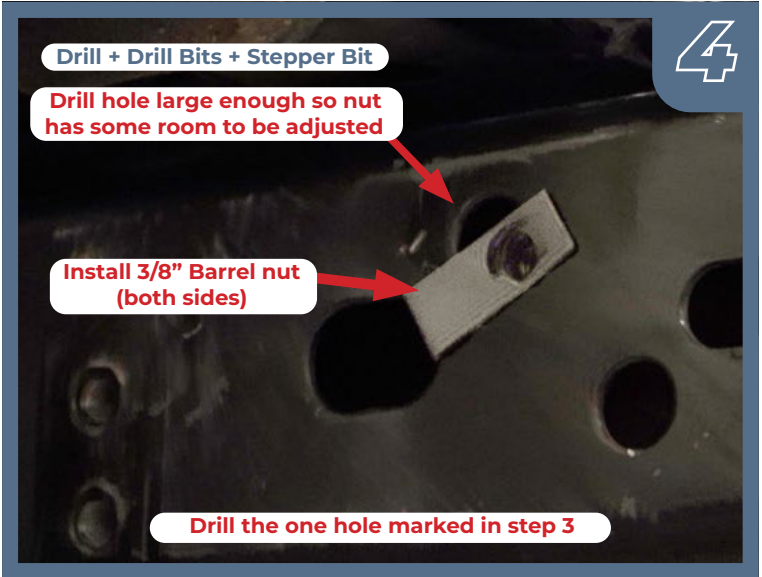 4
Drill + Drill Bits + Stepper Bit
Drill hole large enough so nut
has some room to be adjusted
Install 3/8” Barrel nut
(both sides)
Drill the one hole marked in step 3